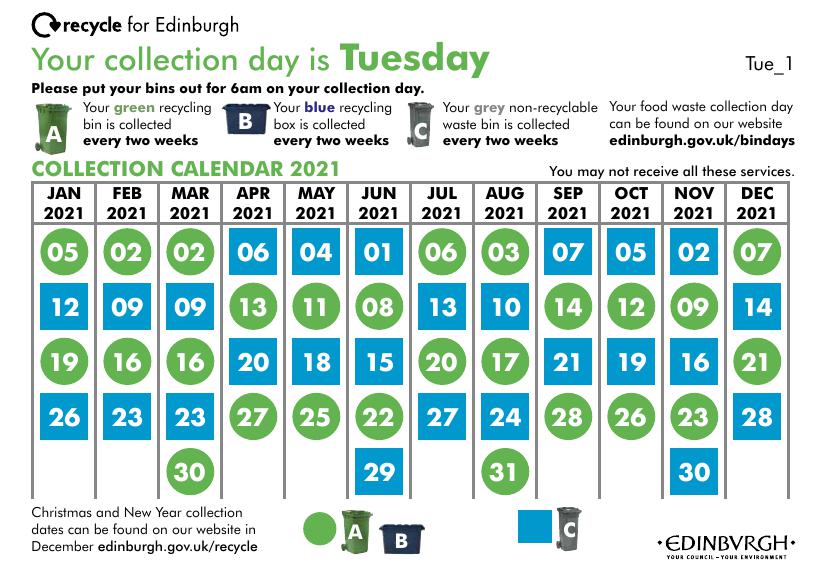 recycle for Edinburgh
Your collection day is Tuesday
Tue_1
Please put your bins out for 6am on your collection day.
A
Your green recycling
bin is collected
every two weeks
B
Your blue recycling
box is collected
every two weeks
C
Your grey non-recyclable
waste bin is collected
every two weeks
Your food waste collection day
can be found on our website
edinburgh.gov.uk/bindays
COLLECTION CALENDAR 2021
You may not receive all these services.
JAN FEB MAR APR MAY JUN JUL AUG SEP OCT NOV DEC
2021 2021 2021 2021 2021 2021 2021 2021 2021 2021 2021 2021
05 02 02 06 04 01 06 03 07 05 02 07
12 09 09 13 11 08 13 10 14 12 09 14
19 16 16 20 18 15 20 17 21 19 16 21
26 23 23 27 25 22 27 24 28 26 23 28
30 29 31 30
Christmas and New Year collection
dates can be found on our website in
December edinburgh.gov.uk/recycle
A
B
C
·EDINBVRGH·
YOUR COUNCIL – YOUR ENVIRONMENT